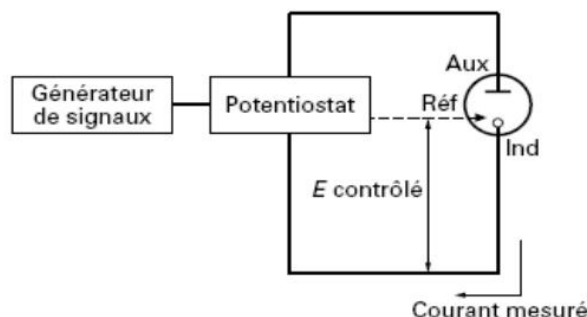 Aux
Générateur
de signaux
Potentiostat
Réf
Ind
E contrôlé
Courant mesuré